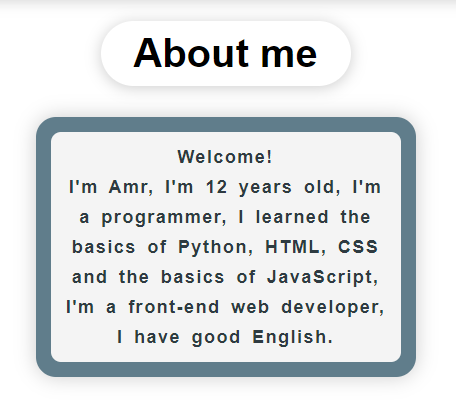 About me
Welcome!
I'm Amr, I'm 12 years old, I'm
a programmer, I learned the
basics of Python, HTML, CSS
and the basics of JavaScript,
I'm a front-end web developer,
I have good English.